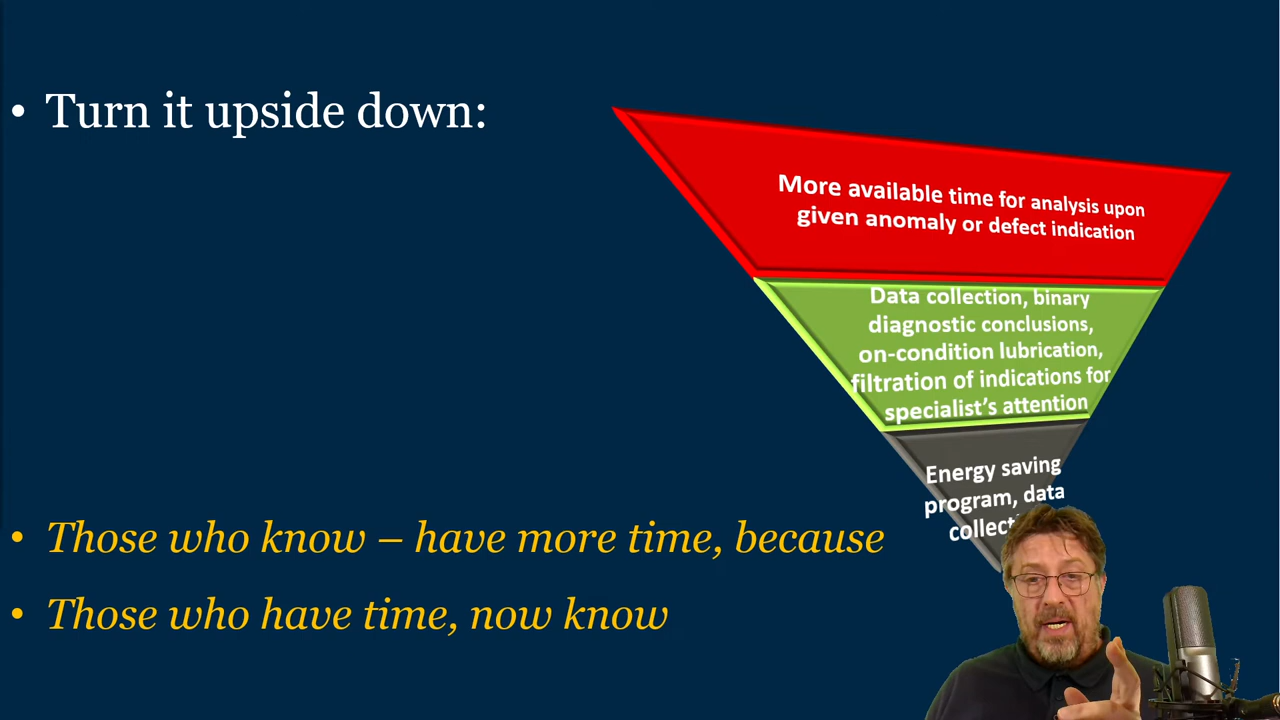 • Turn it upside down:
More available time for analysis upon
given anomaly or defect indication
Data collection, binary
diagnostic conclusions,
on-condition lubrication,
filtration of indications for
specialist's attention
Energy saving
program, data
• Those who know – have more time, because
• Those who have time, now know